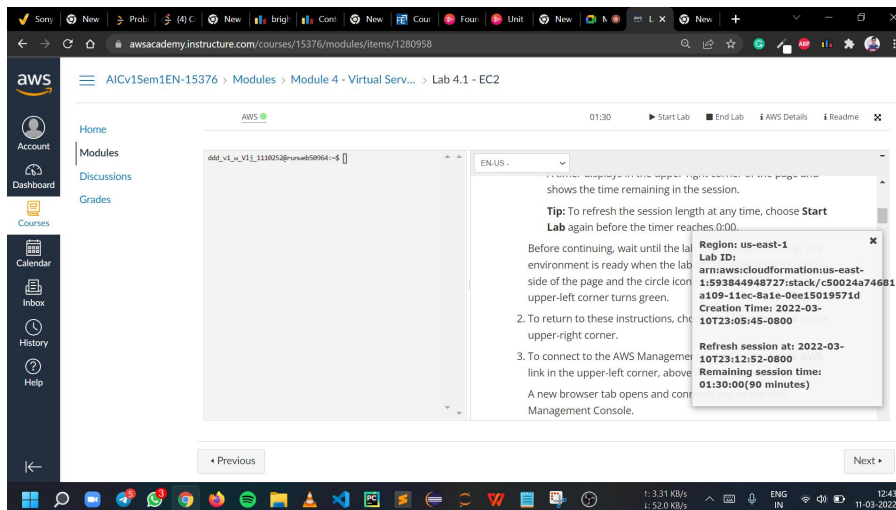 Sony
New
Probl
(4) C
New
brigh
Cont
New
Cour
Foun
Unit
New
L
New
awsacademy.instructure.com/courses/15376/modules/items/1280958
aws
AICv1Sem1EN-15376 > Modules > Module 4 - Virtual Serv... > Lab 4.1 - EC2
Account
Dashboard
Courses
Calendar
Inbox
History
Help
Home
Modules
Discussions
Grades
AWS
01:30
Start Lab
End Lab
AWS Details
Readme
ddd_v1_w_Vlj_1110252@runweb50964:~$
EN-US
shows the time remaining in the session.
Tip: To refresh the session length at any time, choose Start
Lab again before the timer reaches 0:00.
Before continuing, wait until the lab
environment is ready when the lab
side of the page and the circle icon
upper-left corner turns green.
2. To return to these instructions, cho
upper-right corner.
3. To connect to the AWS Manageme
link in the upper-left corner, above
A new browser tab opens and con
Management Console.
Region: us-east-1
Lab ID:
arn:aws:cloudformation:us-east-
1:593844948727:stack/c50024a74681
a109-11ec-8a1e-0ee15019571d
Creation Time: 2022-03-
10T23:05:45-0800
Refresh session at: 2022-03-
10T23:12:52-0800
Remaining session time:
01:30:00(90 minutes)
Previous
Next
↑: 3.31 KB/s
↓: 52.0 KB/s
ENG
IN
12:43
11-03-2022